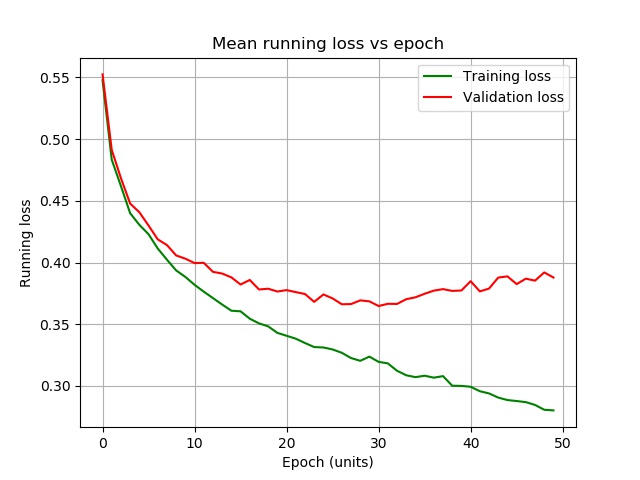 Mean running loss vs epoch
Training loss
Validation loss
0.55
0.50
0.45
0.40
0.35
0.30
Running loss
0
10
20
30
40
50
Epoch (units)